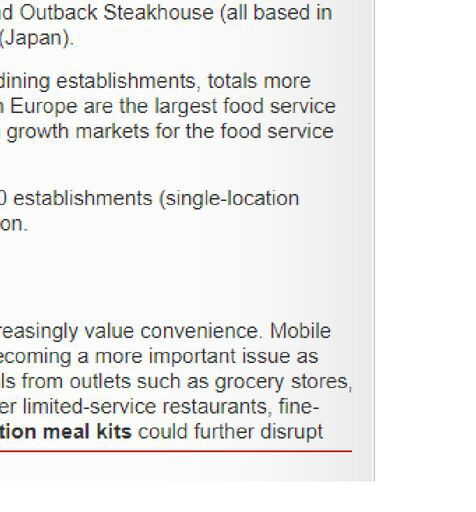 nd Outback Steakhouse (all based in
(Japan).
dining establishments, totals more
n Europe are the largest food service
growth markets for the food service
0 establishments (single-location
on.
reasingly value convenience. Mobile
ecoming a more important issue as
ls from outlets such as grocery stores,
er limited-service restaurants, fine-
tion meal kits could further disrupt